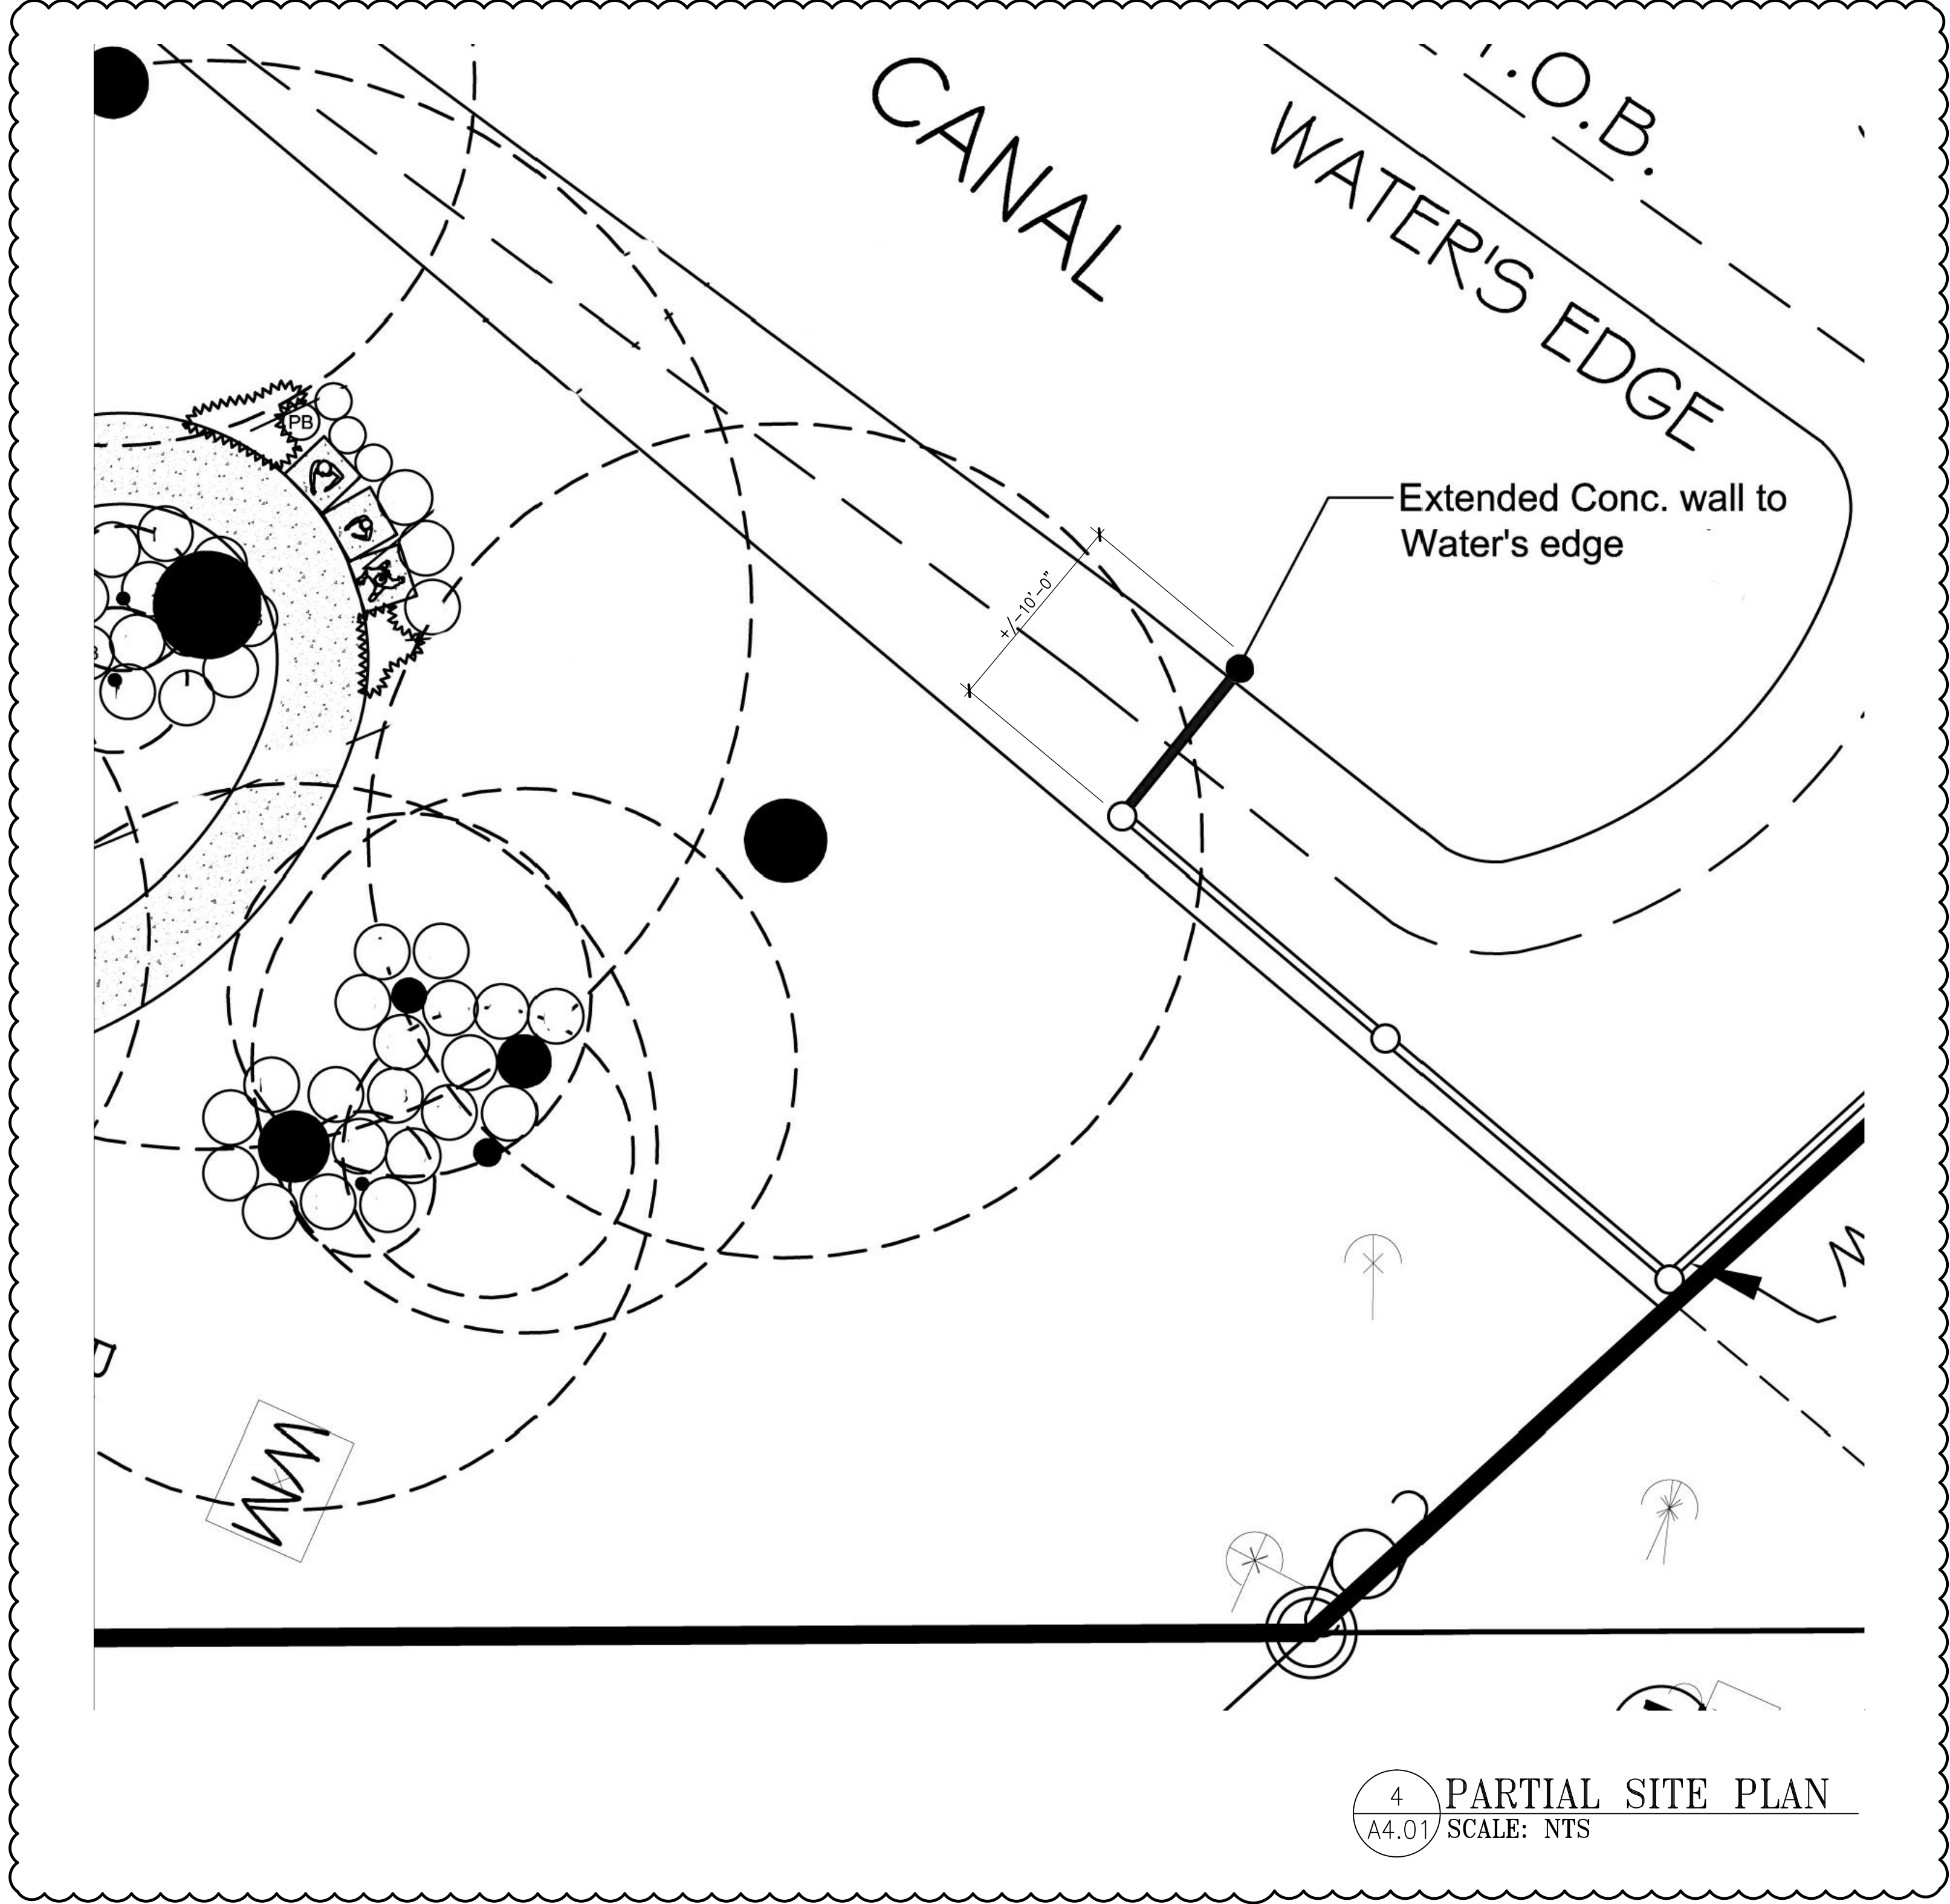 CANAL
.O.B.
WATER'S EDGE
PB
Extended Conc. wall to
Water's edge
+/-10'-0"
4
A4.01
PARTIAL SITE PLAN
SCALE: NTS